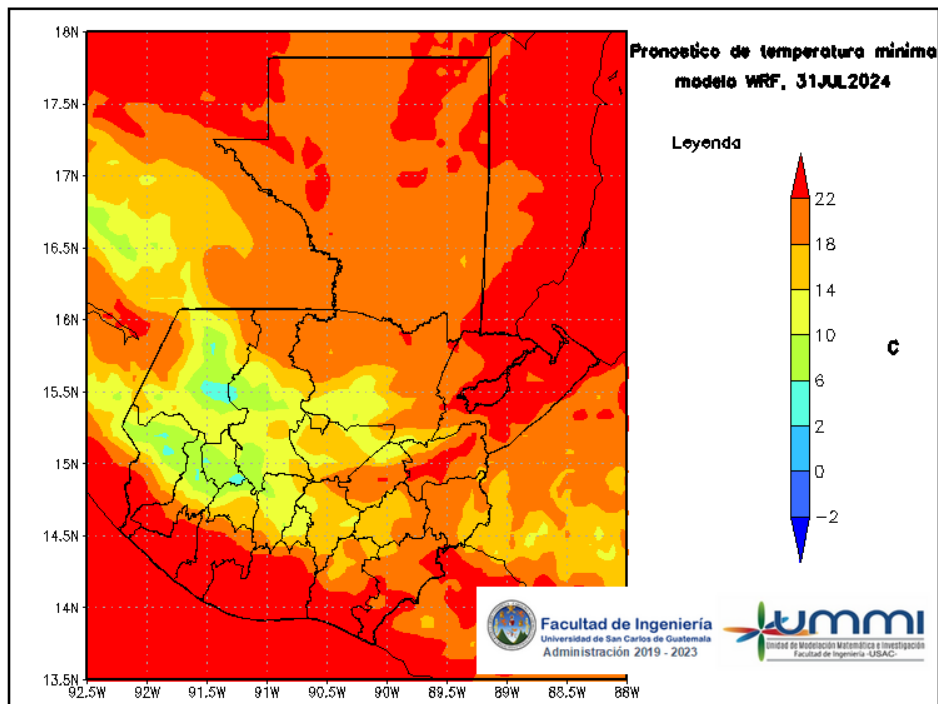 Pronostico de temperatura minima
modelo WRF, 31JUL2024
Leyenda
22
18
14
10
6
2
0
−2
C
18N
17.5N
17N
16.5N
16N
15.5N
15N
14.5N
14N
13.5N
92.5W 92W 91.5W 91W 90.5W 90W 89.5W 89W 88.5W 88W
Facultad de Ingeniería
Universidad de San Carlos de Guatemala
Administración 2019 - 2023
ummi
Unidad de Modelación Matemática e Investigación
Facultad de Ingeniería -USAC-